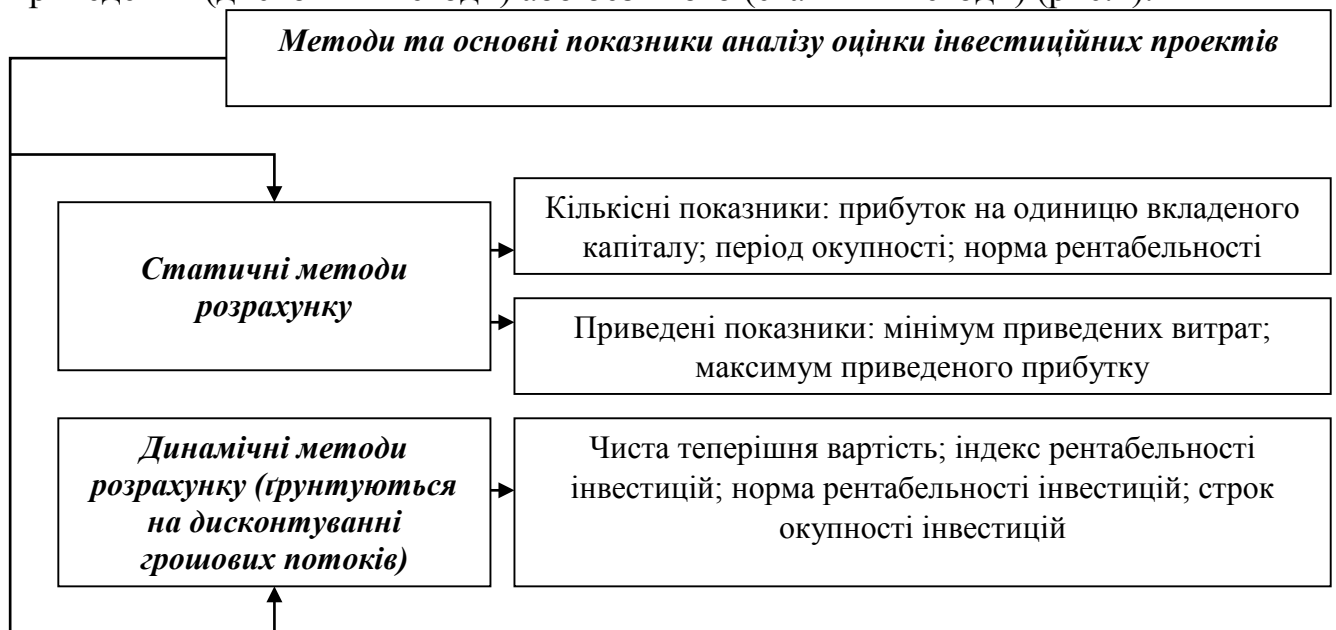 Методи та основні показники аналізу оцінки інвестиційних проектів
Статичні методи
розрахунку
Кількісні показники: прибуток на одиницю вкладеного
капіталу; період окупності; норма рентабельності
Приведені показники: мінімум приведених витрат;
максимум приведеного прибутку
Динамічні методи
розрахунку (ґрунтуються
на дисконтуванні
грошових потоків)
Чиста теперішня вартість; індекс рентабельності
інвестицій; норма рентабельності інвестицій; строк
окупності інвестицій